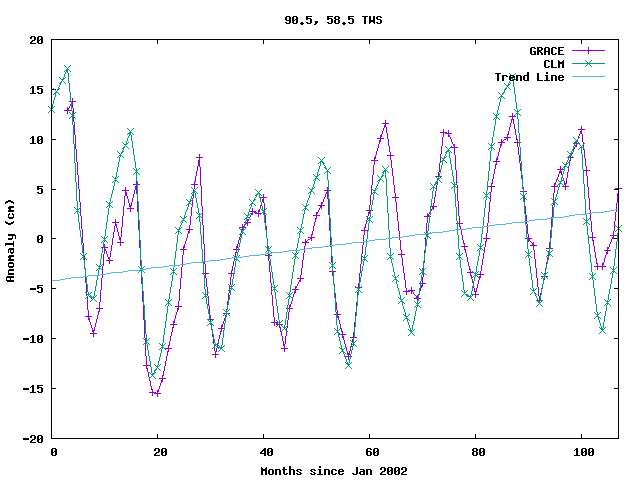 90.5, 58.5 TWS
20
15
10
5
0
-5
-10
-15
-20
Anomaly (cm)
GRACE
CLM
Trend Line
0 20 40 60 80 100
Months since Jan 2002